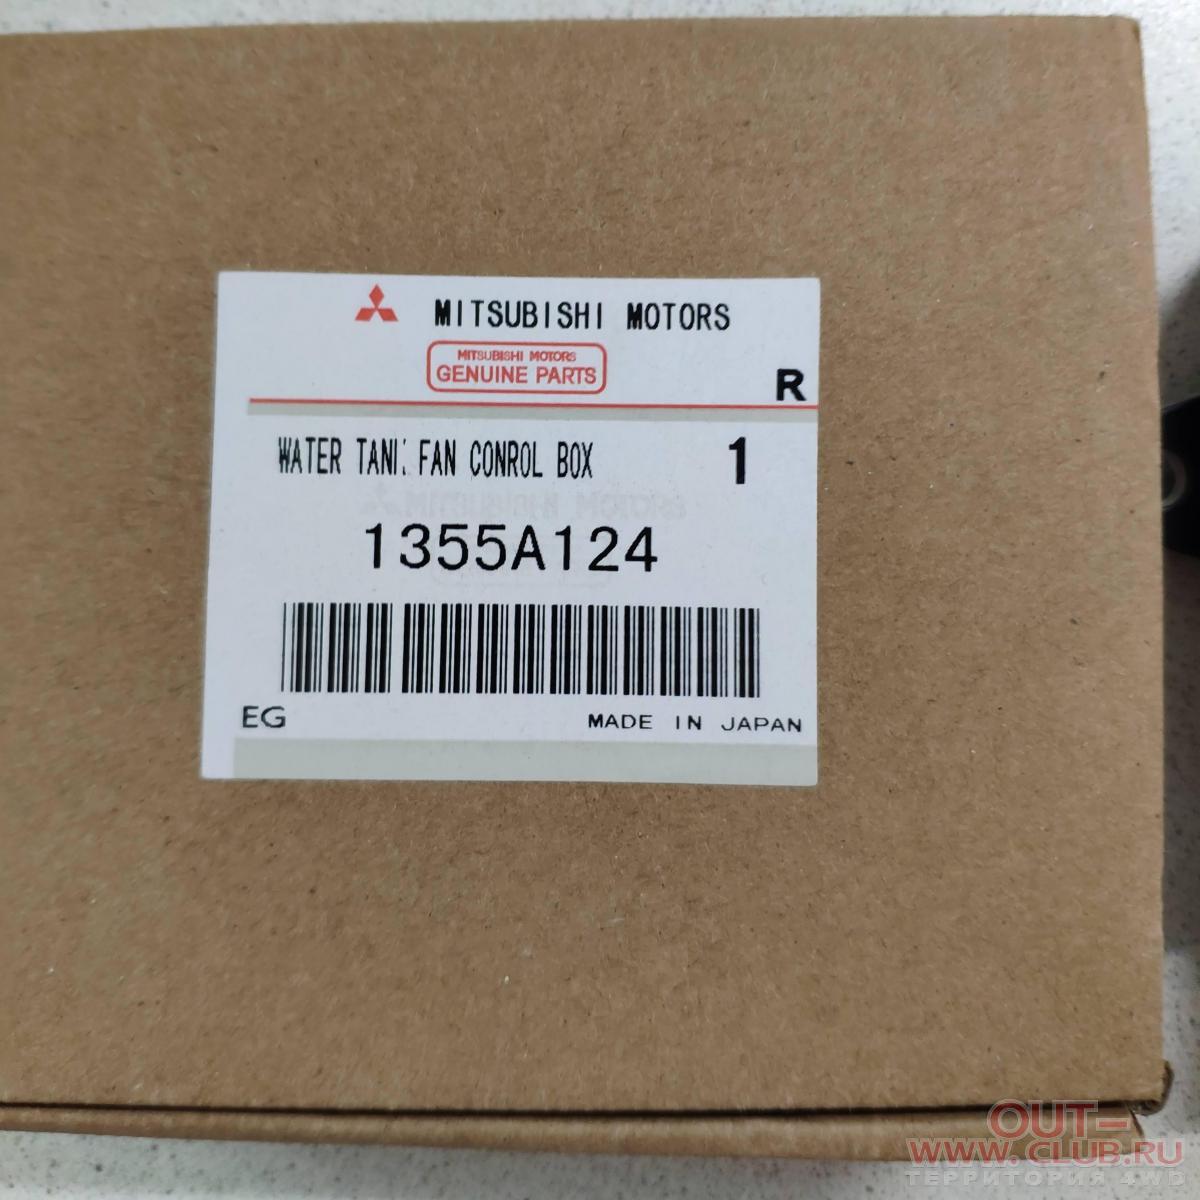 MITSUBISHI MOTORS
MITSUBISHI MOTORS
GENUINE PARTS
R
WATER TANK FAN CONROL BOX 1
1355A124
EG MADE IN JAPAN
OUT-
WWW.CLUB.RU
ТЕРРИТОРИЯ 4WD